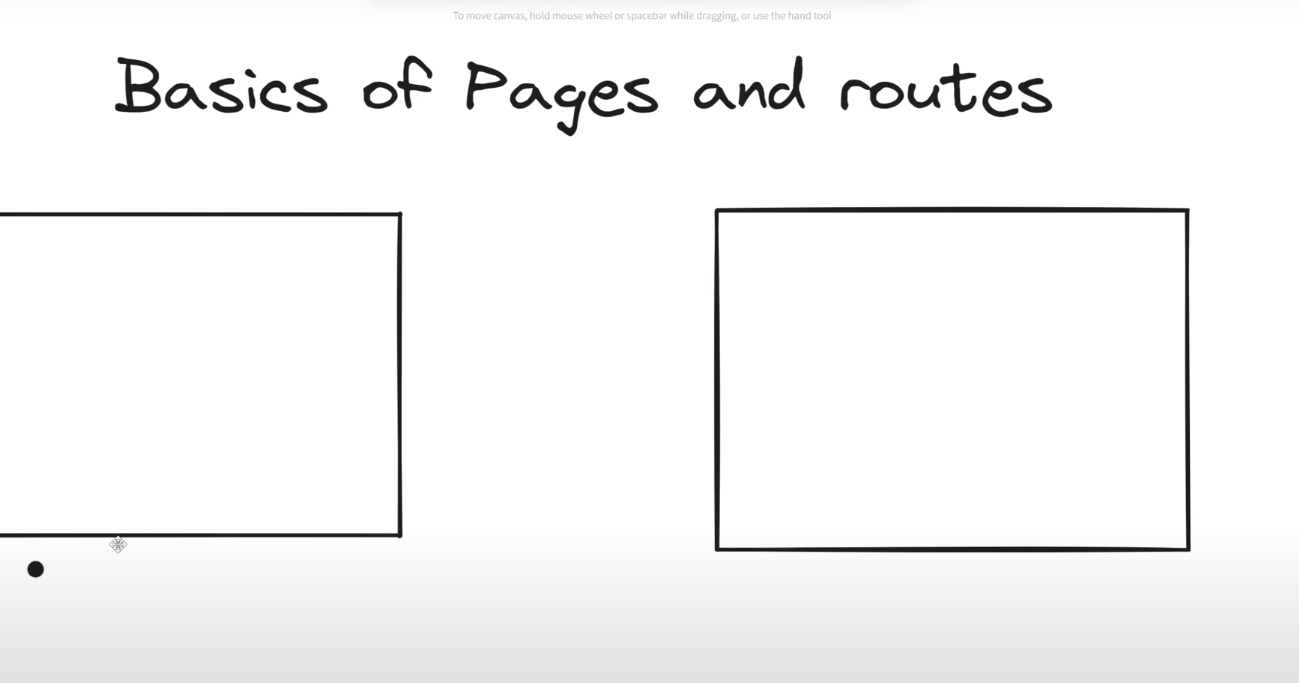 To move canvas, hold mouse wheel or spacebar while dragging, or use the hand tool
Basics of Pages and routes